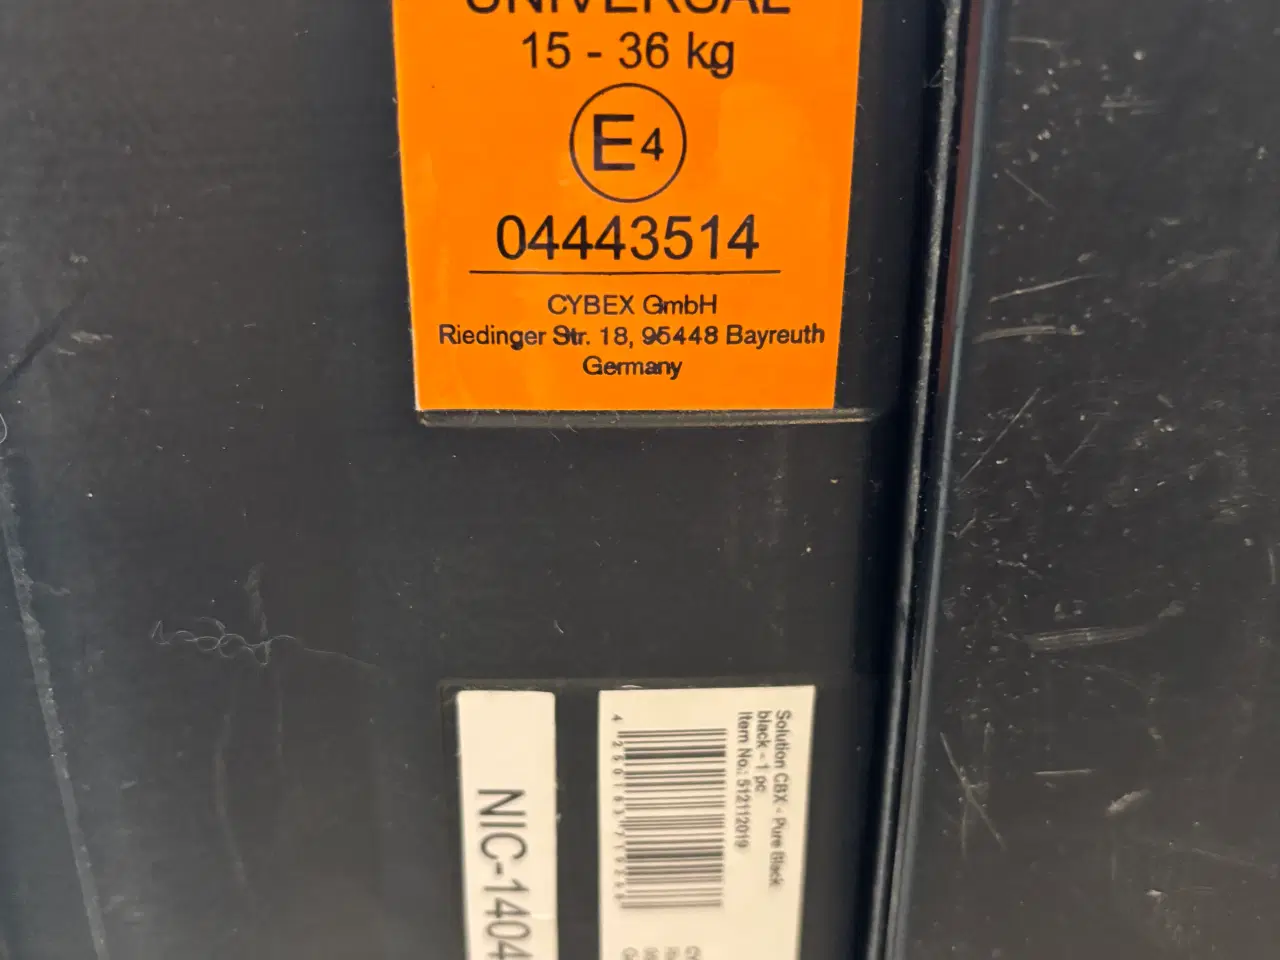 UNIVERSAL
15 - 36 kg
E4
04443514
CYBEX GmbH
Riedinger Str. 18, 95448 Bayreuth
Germany
NIC-1404
Solution CBX - Pure Black
black - 1 pc
Item No.: 512112019